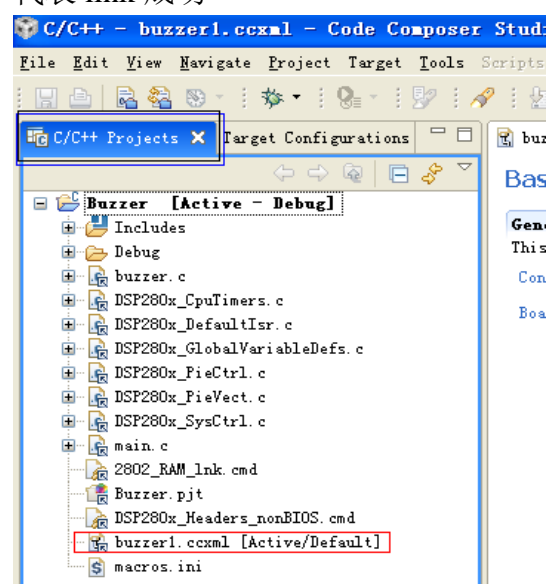 C/C++ - buzzer1.ccxml - Code Composer Studi
File Edit View Navigate Project Target Tools Scripts
C/C++ Projects Target Configurations buz
Bas
Buzzer [Active - Debug]
Includes
Gen
Debug
This
buzzer.c
Con
DSP280x_CpuTimers.c
DSP280x_DefaultIsr.c
Boa
DSP280x_GlobalVariableDefs.c
DSP280x_PieCtrl.c
DSP280x_PieVect.c
DSP280x_SysCtrl.c
main.c
2802_RAM_lnk.cmd
Buzzer.pjt
DSP280x_Headers_nonBIOS.cmd
buzzer1.ccxml [Active/Default]
macros.ini